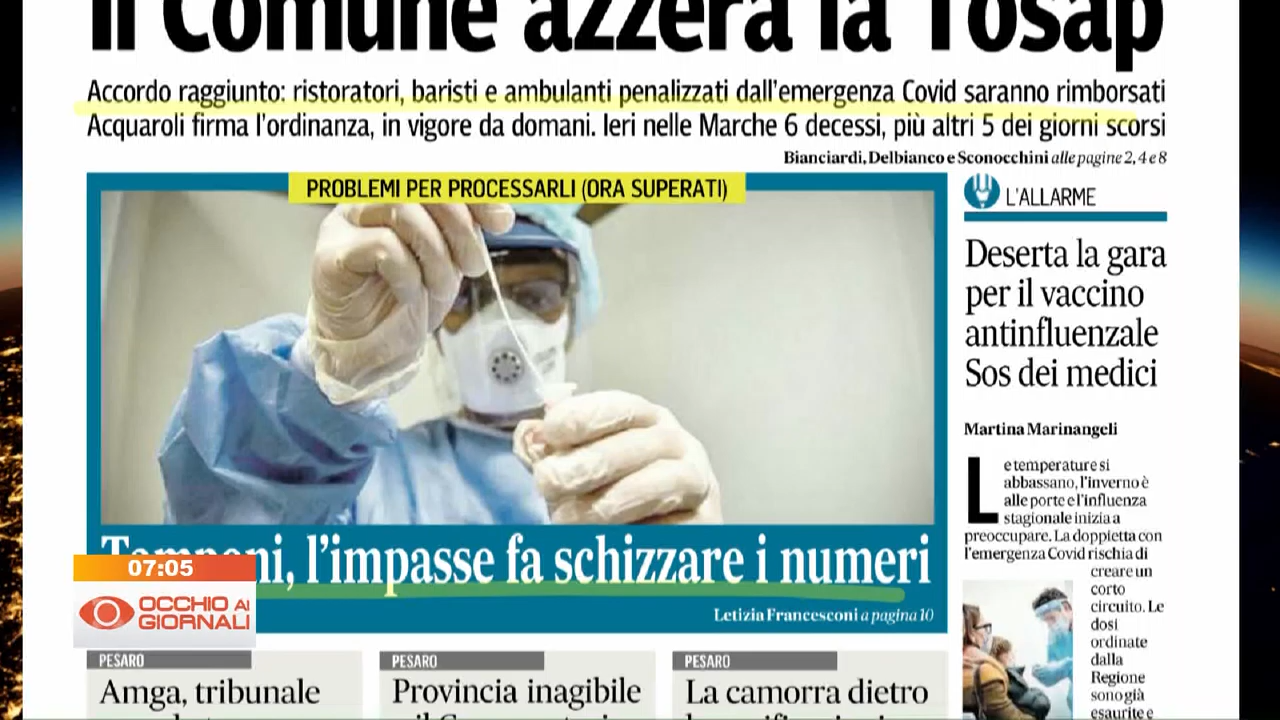 Il Comune azzera la Tosap
Accordo raggiunto: ristoratori, baristi e ambulanti penalizzati dall'emergenza Covid saranno rimborsati
Acquaroli firma l'ordinanza, in vigore da domani. Ieri nelle Marche 6 decessi, più altri 5 dei giorni scorsi
Bianciardi, Delbianco e Sconocchini alle pagine 2, 4 e 8
PROBLEMI PER PROCESSARLI (ORA SUPERATI)
Tamponi, l'impasse fa schizzare i numeri
Letizia Francesconi a pagina 10
L'ALLARME
Deserta la gara
per il vaccino
antinfluenzale
Sos dei medici
Martina Marinangeli
Le temperature si
abbassano, l'inverno è
alle porte e l'influenza
stagionale inizia a
preoccupare. La doppietta con
l'emergenza Covid rischia di
creare un
corto
circuito. Le
dosi
ordinate
dalla
Regione
sono già
esaurite e
07:05
OCCHIO AI
GIORNALI
PESARO
Amga, tribunale
PESARO
Provincia inagibile
PESARO
La camorra dietro